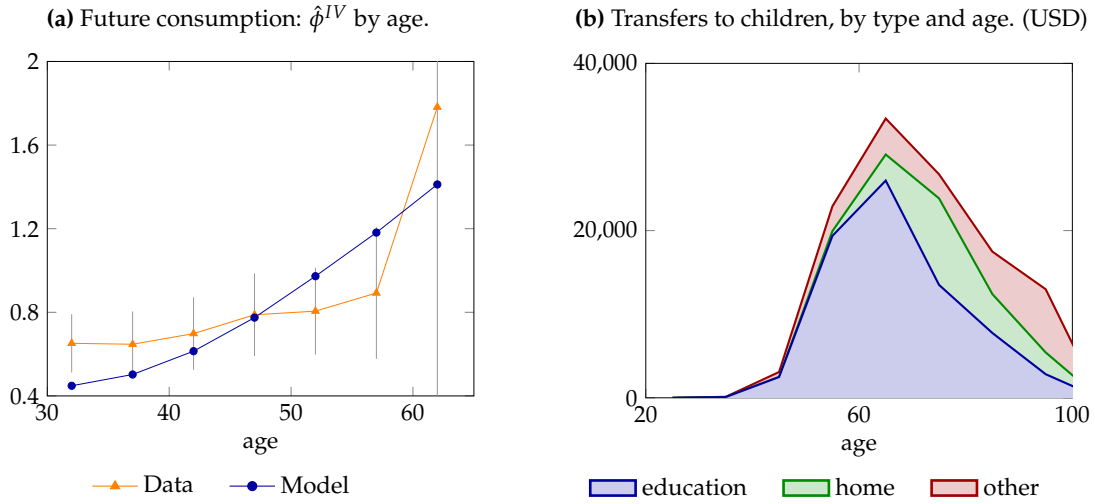 (a) Future consumption: φ̂^IV by age.
2
1.6
1.2
0.8
0.4
30 40 50 60
age
Data Model
(b) Transfers to children, by type and age. (USD)
40,000
20,000
0
20 60 100
age
education home other